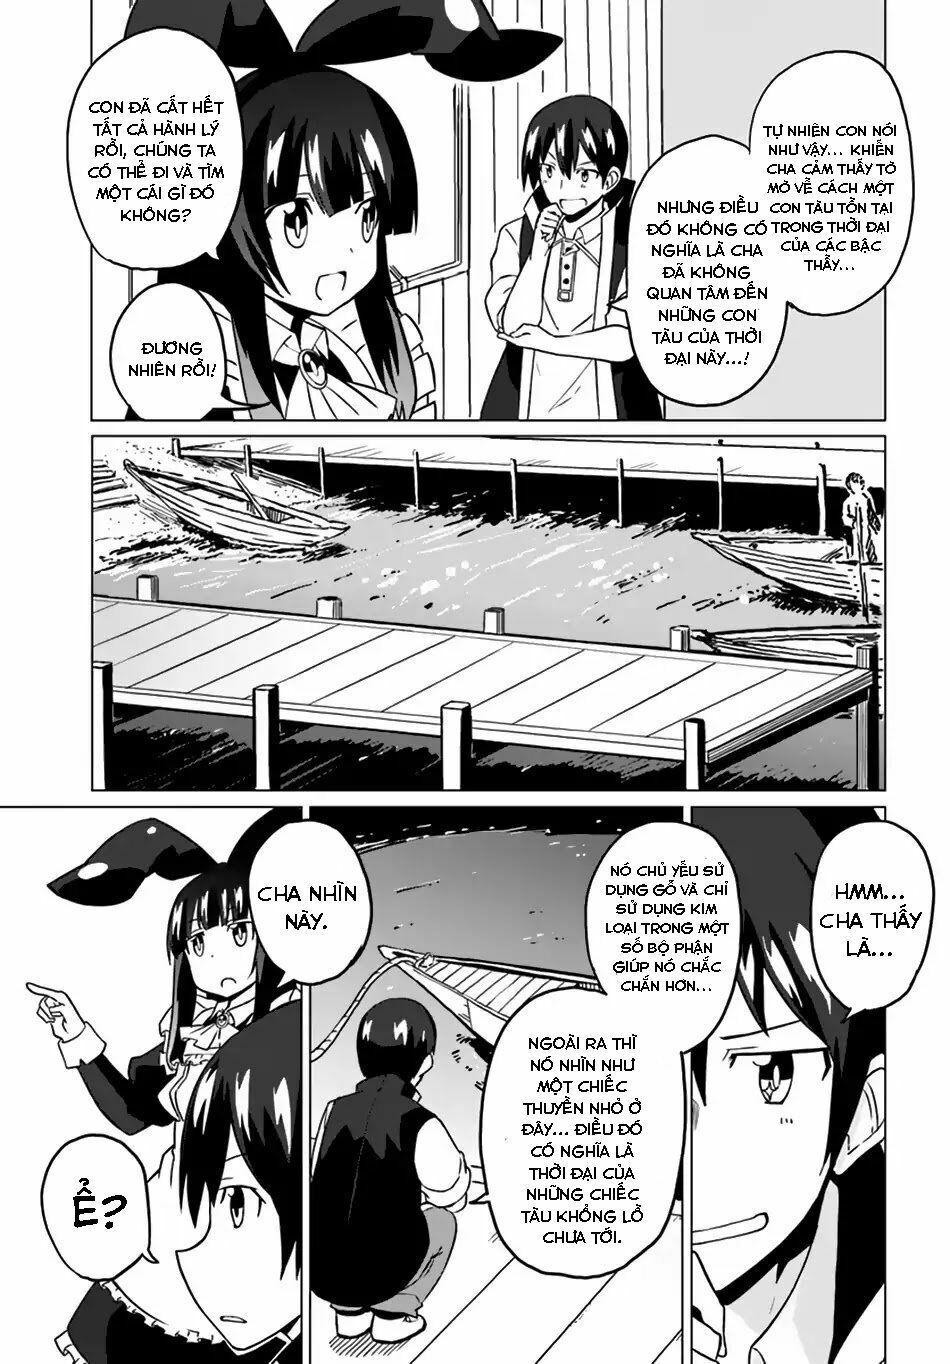 TỰ NHIÊN CON NÓI
NHƯ VẬY... KHIẾN
CHA CẢM THẤY TÒ
MÒ VỀ CÁCH MỘT
CON TÀU TỒN TẠI
TRONG THỜI ĐẠI
CỦA CÁC BẬC
THẦY...
NHƯNG ĐIỀU
ĐÓ KHÔNG CÓ
NGHĨA LÀ CHA
ĐÃ KHÔNG
QUAN TÂM ĐẾN
NHỮNG CON
TÀU CỦA THỜI
ĐẠI NÀY...!
CON ĐÃ CẤT HẾT
TẤT CẢ HÀNH LÝ
RỒI, CHÚNG TA
CÓ THỂ ĐI VÀ TÌM
MỘT CÁI GÌ ĐÓ
KHÔNG?
ĐƯƠNG
NHIÊN RỒI!
HMM...
CHA THẤY
LÀ...
NÓ CHỦ YẾU SỬ
DỤNG GỖ VÀ CHỈ
SỬ DỤNG KIM
LOẠI TRONG MỘT
SỐ BỘ PHẬN
GIÚP NÓ CHẮC
CHẮN HƠN...
NGOÀI RA THÌ
NÓ NHÌN NHƯ
MỘT CHIẾC
THUYỀN NHỎ Ở
ĐÂY... ĐIỀU ĐÓ
CÓ NGHĨA LÀ
THỜI ĐẠI CỦA
NHỮNG CHIẾC
TÀU KHỔNG LỒ
CHƯA TỚI.
CHA NHÌN
NÀY.
Ể?